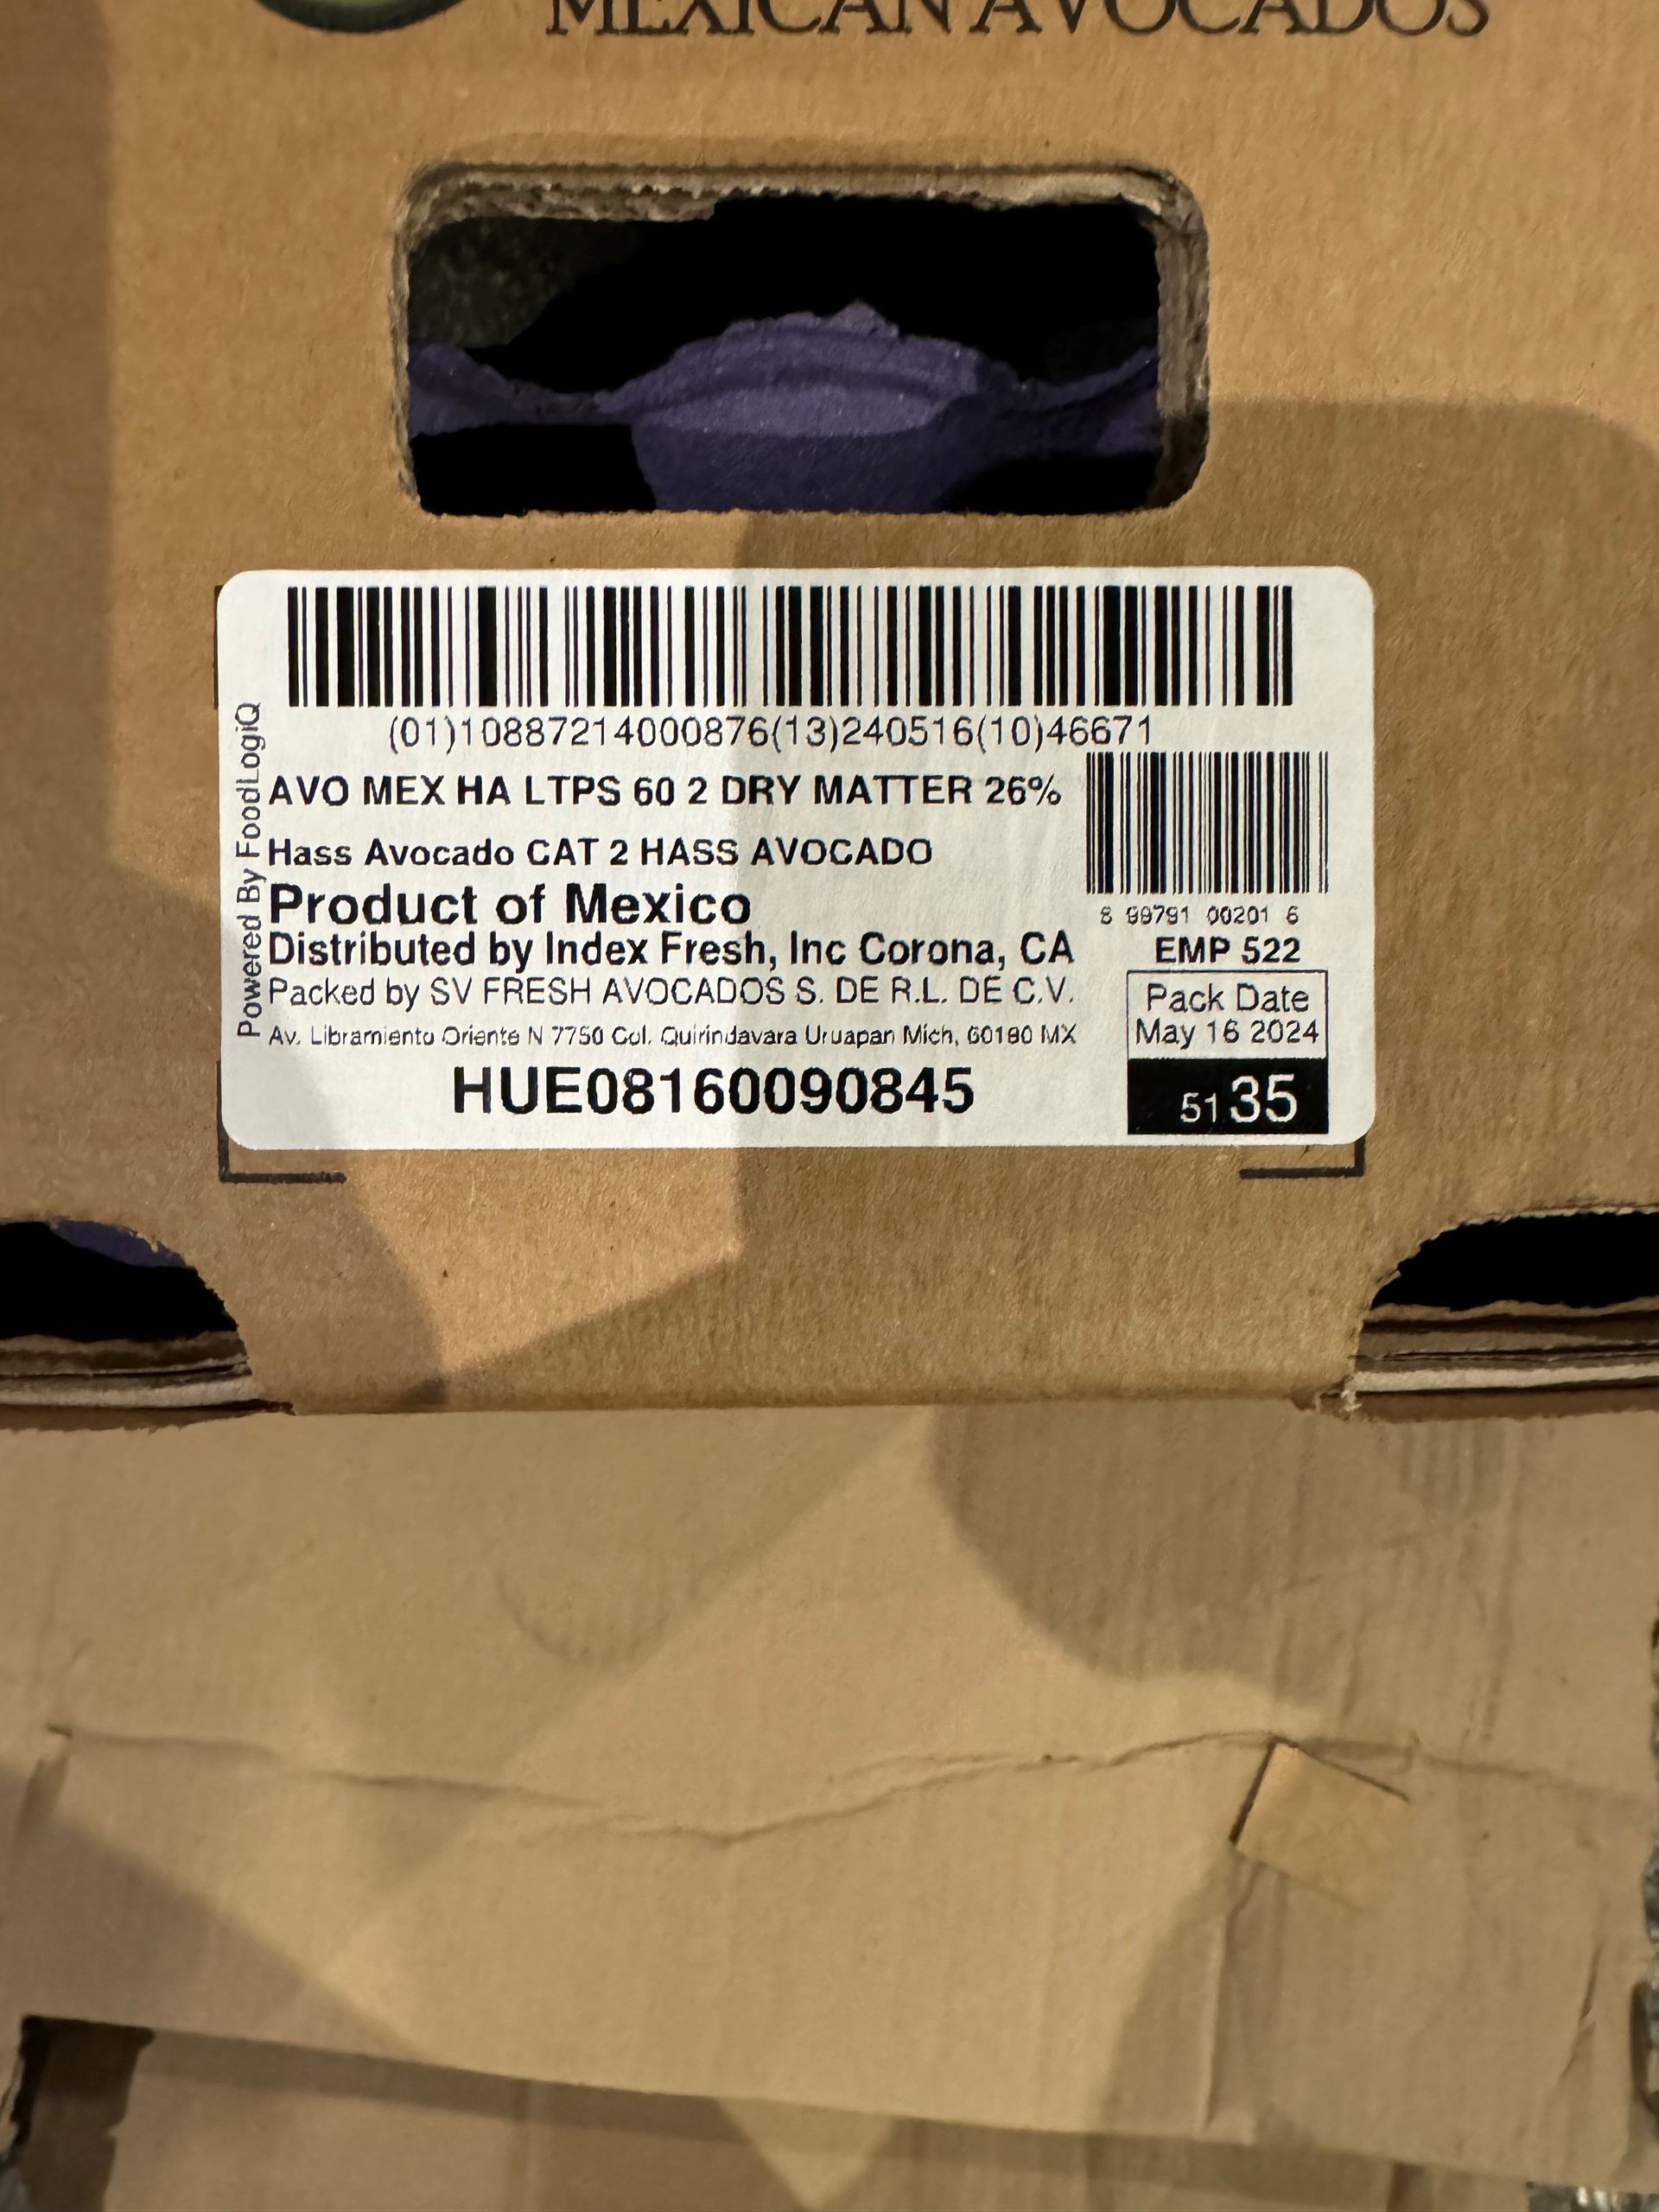 MEXICAN AVOCADOS
(01)10887214000876(13)240516(10)46671
Powered By FoodLogiQ
AVO MEX HA LTPS 60 2 DRY MATTER 26%
Hass Avocado CAT 2 HASS AVOCADO
Product of Mexico
Distributed by Index Fresh, Inc Corona, CA
Packed by SV FRESH AVOCADOS S. DE R.L. DE C.V.
Av. Libramiento Oriente N 7750 Col. Quirindavara Uruapan Mich, 60180 MX
HUE08160090845
8 99791 00201 6
EMP 522
Pack Date
May 16 2024
5135